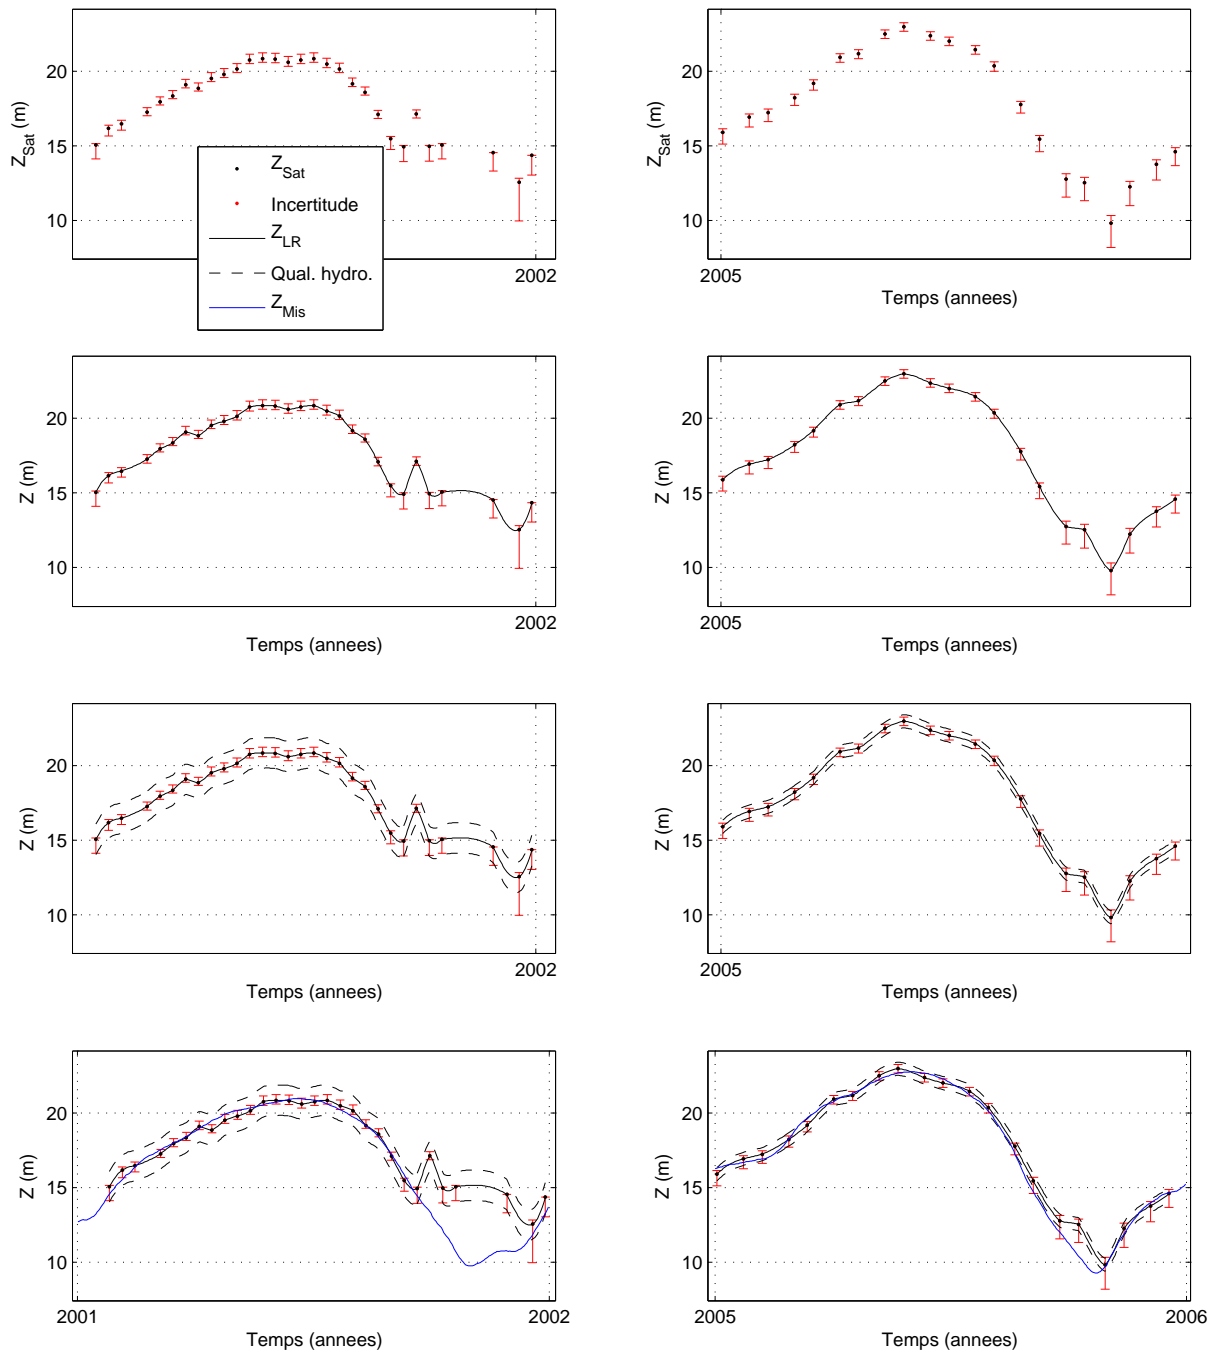 20
15
10
Z_Sat (m)
2002
Z_Sat
Incertitude
Z_LR
Qual. hydro.
Z_Mis
20
15
10
Z_Sat (m)
2005
Temps (annees)
20
15
10
Z (m)
2002
Temps (annees)
20
15
10
Z (m)
2005
Temps (annees)
20
15
10
Z (m)
2002
Temps (annees)
20
15
10
Z (m)
2005
Temps (annees)
20
15
10
Z (m)
2001 2002
Temps (annees)
20
15
10
Z (m)
2005 2006
Temps (annees)